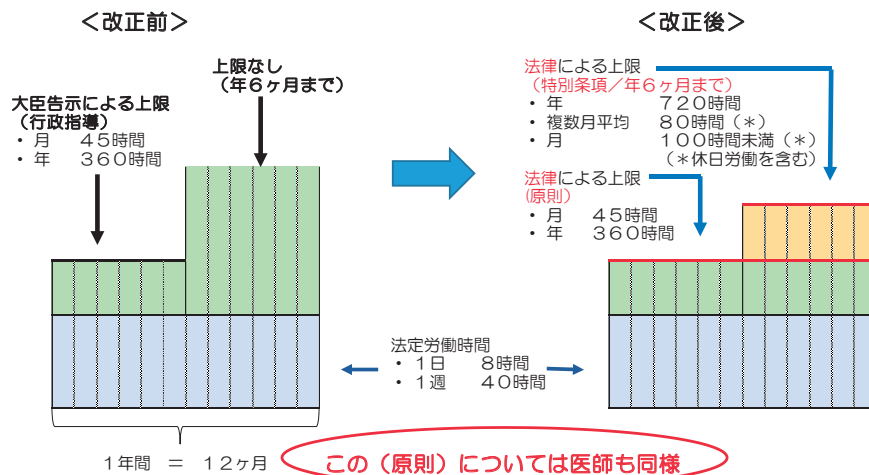 ＜改正前＞
上限なし
（年６ヶ月まで）
大臣告示による上限
（行政指導）
・ 月　４５時間
・ 年　３６０時間
＜改正後＞
法律による上限
（特別条項／年６ヶ月まで）
・ 年　７２０時間
・ 複数月平均　８０時間（＊）
・ 月　１００時間未満（＊）
（＊休日労働を含む）
法律による上限
(原則）
・ 月　４５時間
・ 年　３６０時間
法定労働時間
・ １日　８時間
・ １週　４０時間
１年間　＝　１２ヶ月
この（原則）については医師も同様